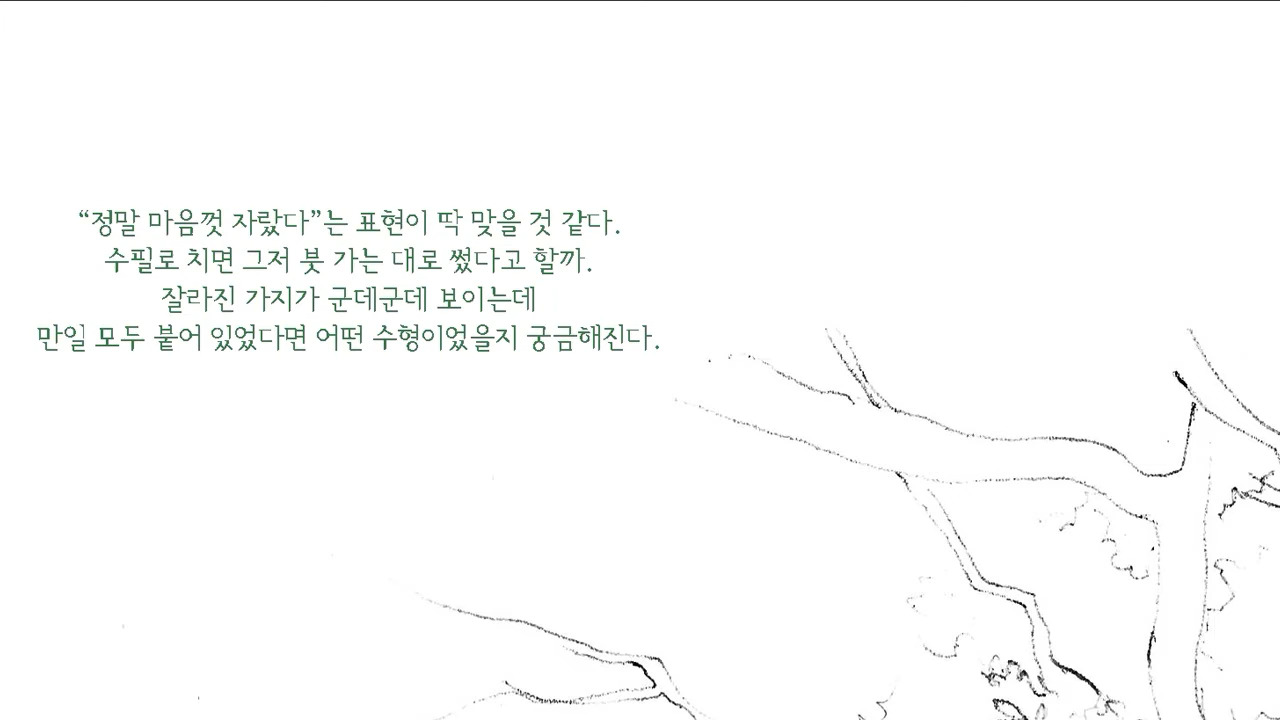 “정말 마음껏 자랐다”는 표현이 딱 맞을 것 같다.
수필로 치면 그저 붓 가는 대로 썼다고 할까.
잘라진 가지가 군데군데 보이는데
만일 모두 붙어 있었다면 어떤 수형이었을지 궁금해진다.